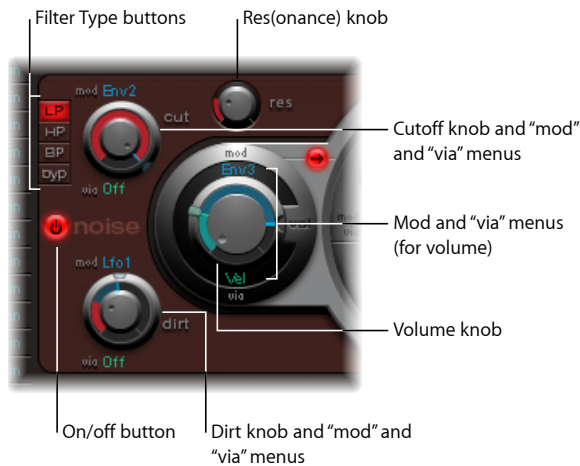 Filter Type buttons
Res(onance) knob
mod Env2
LP
HP
BP
byp
cut
res
via Off
Cutoff knob and “mod”
and “via” menus
mod
Env3
noise
Mod and “via” menus
(for volume)
mod Lfo1
Vel
via
dirt
via Off
Volume knob
On/off button
Dirt knob and “mod” and
“via” menus